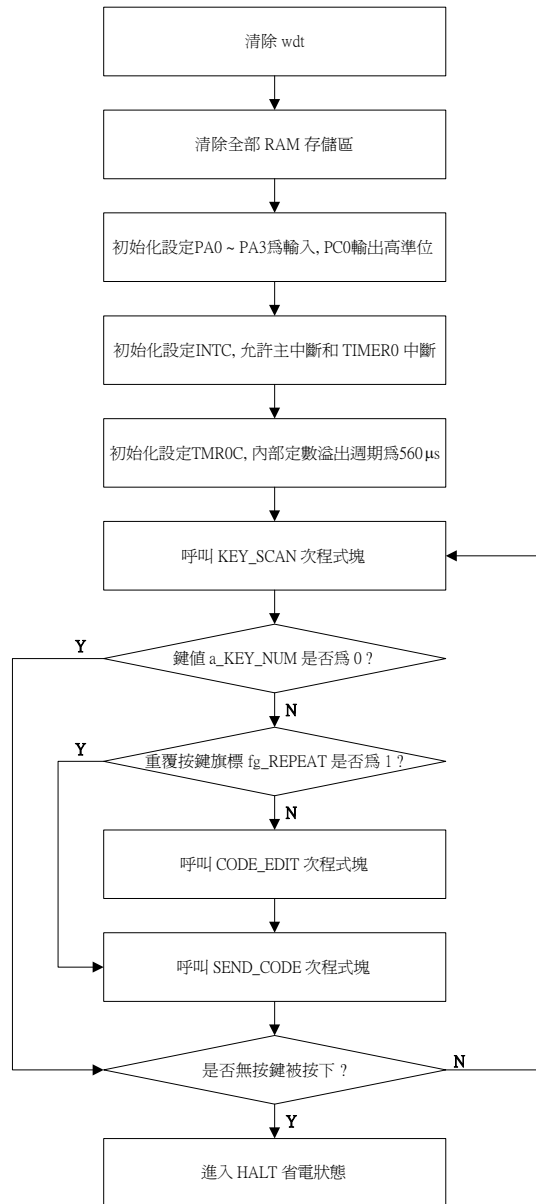 清除 wdt
清除全部 RAM 存儲區
初始化設定PA0 ~ PA3爲輸入, PC0輸出高準位
初始化設定INTC, 允許主中斷和 TIMER0 中斷
初始化設定TMR0C, 內部定數溢出週期爲560μs
呼叫 KEY_SCAN 次程式塊
Y
鍵值 a_KEY_NUM 是否爲 0 ?
N
Y
重覆按鍵旗標 fg_REPEAT 是否爲 1 ?
N
呼叫 CODE_EDIT 次程式塊
呼叫 SEND_CODE 次程式塊
是否無按鍵被按下 ?
N
Y
進入 HALT 省電狀態